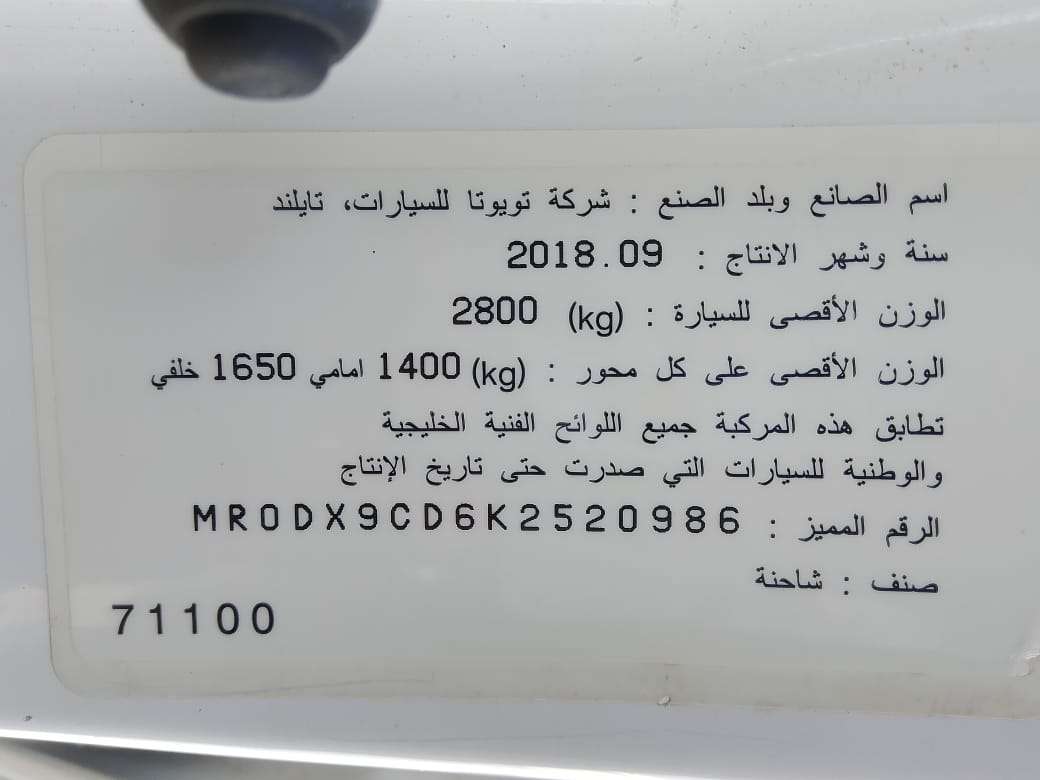 اسم الصانع وبلد الصنع : شركة تويوتا للسيارات، تايلند
سنة وشهر الانتاج : 2018.09
الوزن الأقصى للسيارة : (kg) 2800
الوزن الأقصى على كل محور : (kg) 1400 امامي 1650 خلفي
تطابق هذه المركبة جميع اللوائح الفنية الخليجية
والوطنية للسيارات التي صدرت حتى تاريخ الإنتاج
الرقم المميز : MR0DX9CD6K2520986
صنف : شاحنة
71100